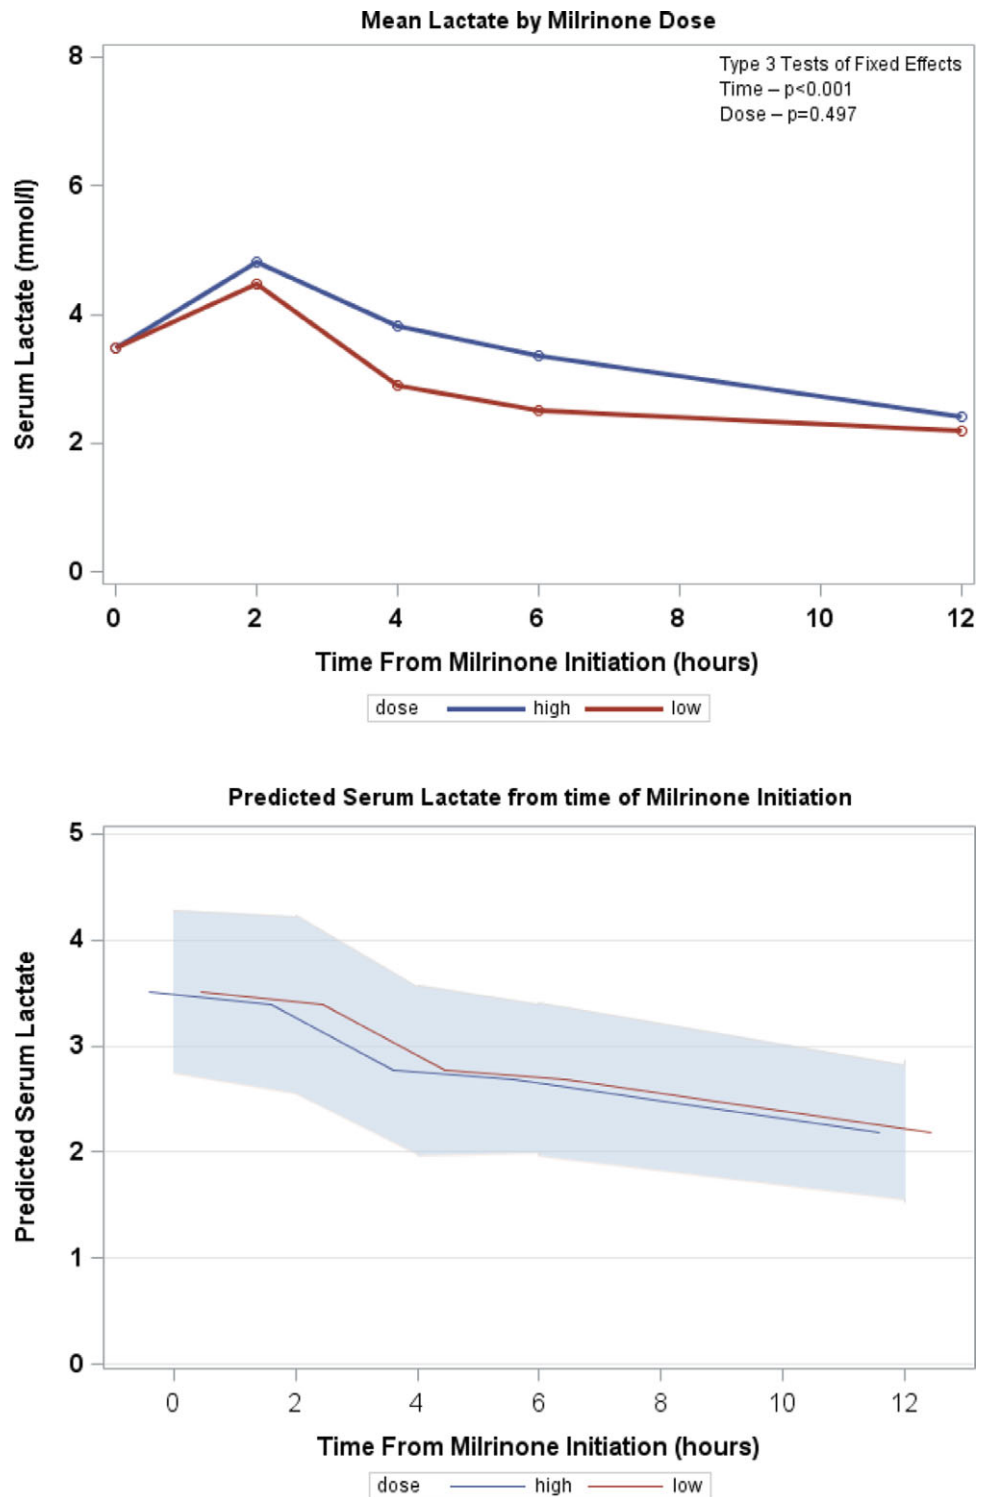 Mean Lactate by Milrinone Dose
Type 3 Tests of Fixed Effects
Time – p<0.001
Dose – p=0.497
Serum Lactate (mmol/l)
8
6
4
2
0
0 2 4 6 8 10 12
Time From Milrinone Initiation (hours)
dose high low
Predicted Serum Lactate from time of Milrinone Initiation
Predicted Serum Lactate
5
4
3
2
1
0
0 2 4 6 8 10 12
Time From Milrinone Initiation (hours)
dose high low